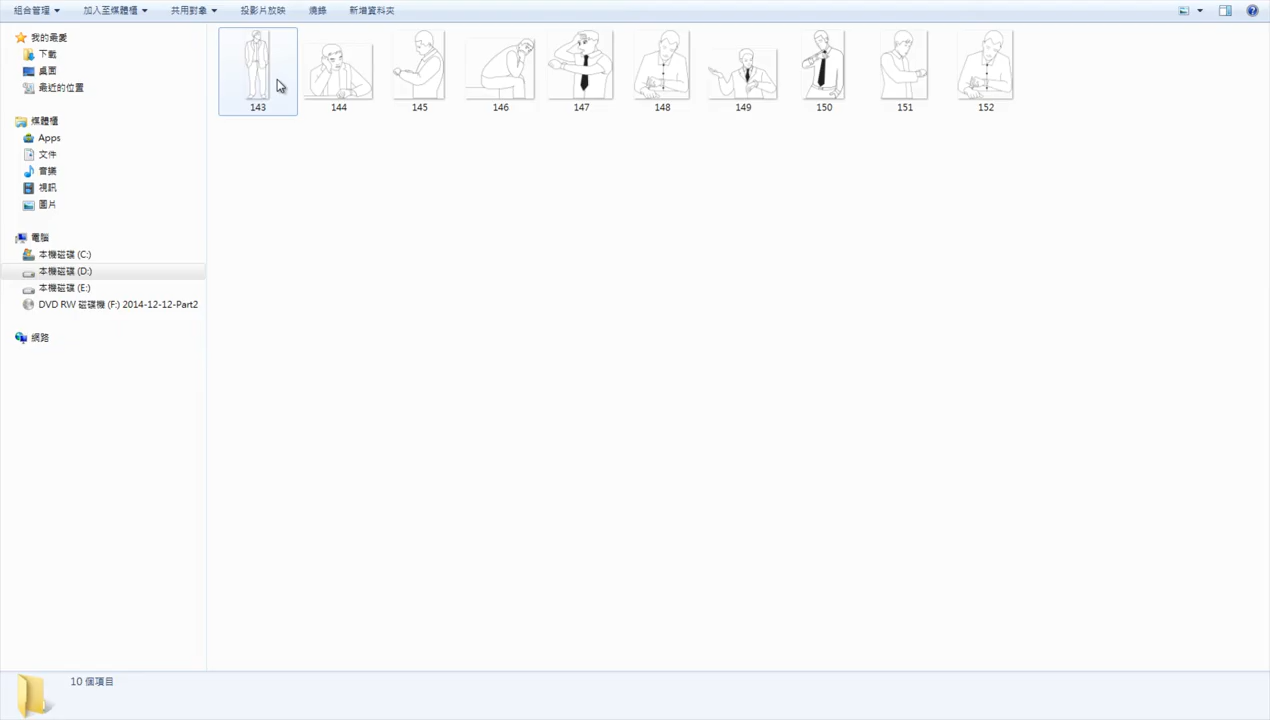 組合管理 加入至媒體櫃 共用對象 投影片放映 燒錄 新增資料夾
我的最愛
下載
桌面
最近的位置
媒體櫃
Apps
文件
音樂
視訊
圖片
電腦
本機磁碟 (C:)
本機磁碟 (D:)
本機磁碟 (E:)
DVD RW 磁碟機 (F:) 2014-12-12-Part2
網路
143 144 145 146 147 148 149 150 151 152
10 個項目